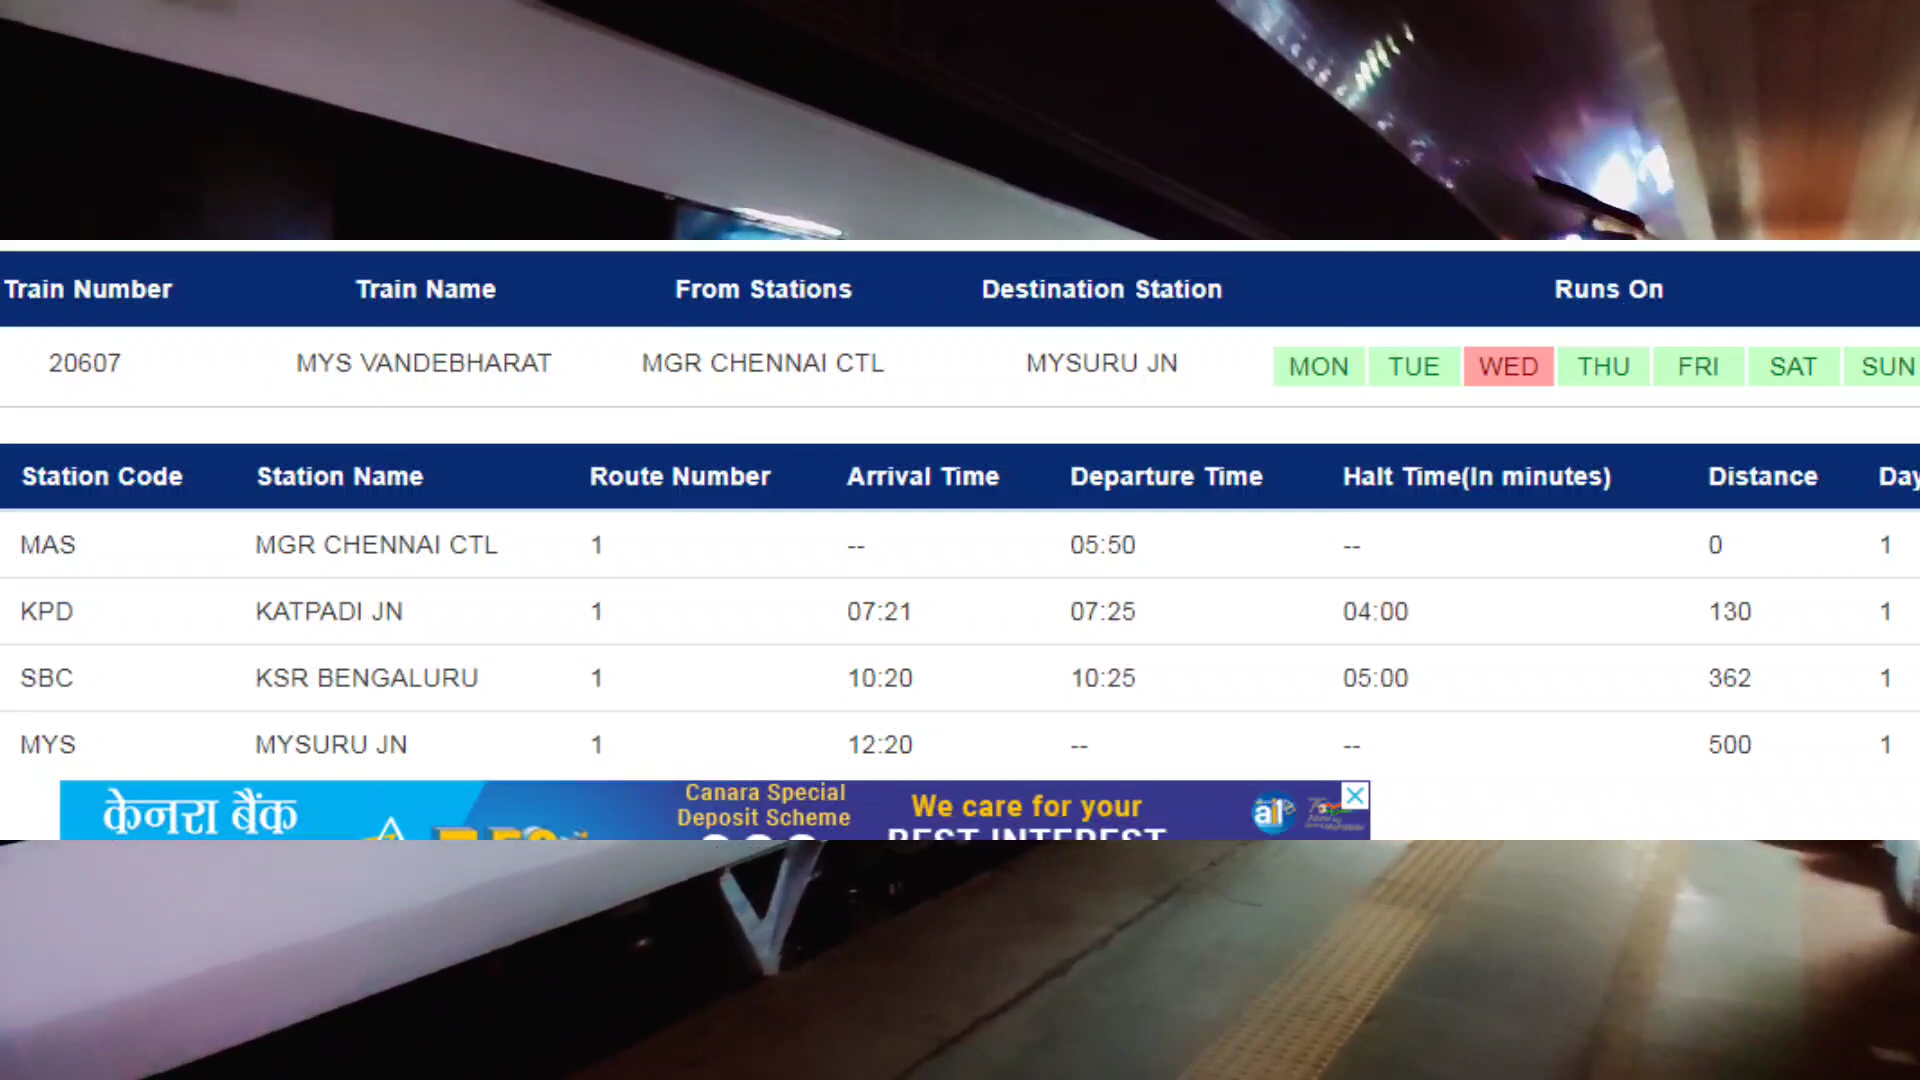 Train Number Train Name From Stations Destination Station Runs On
20607 MYS VANDEBHARAT MGR CHENNAI CTL MYSURU JN MON TUE WED THU FRI SAT SUN
Station Code Station Name Route Number Arrival Time Departure Time Halt Time(In minutes) Distance Day
MAS MGR CHENNAI CTL 1 -- 05:50 -- 0 1
KPD KATPADI JN 1 07:21 07:25 04:00 130 1
SBC KSR BENGALURU 1 10:20 10:25 05:00 362 1
MYS MYSURU JN 1 12:20 -- -- 500 1
केनरा बैंक
Canara Special
Deposit Scheme
We care for your
BEST INTEREST